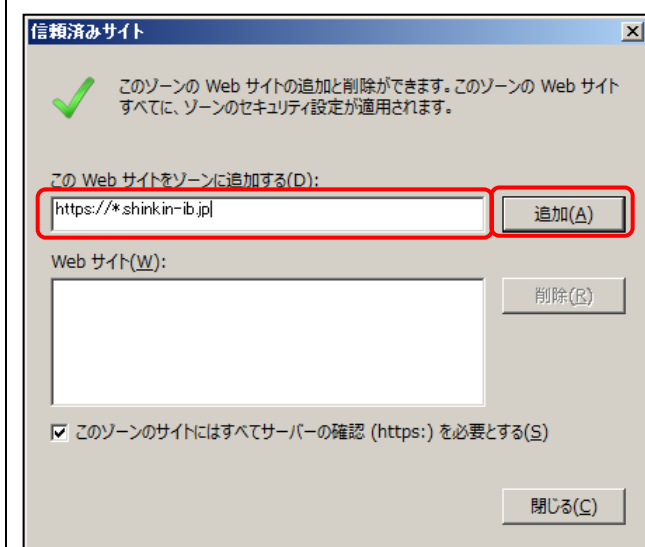 信頼済みサイト
このゾーンの Web サイトの追加と削除ができます。このゾーンの Web サイト
すべてに、ゾーンのセキュリティ設定が適用されます。
この Web サイトをゾーンに追加する(D):
https://*.shinkin-ib.jp
追加(A)
Web サイト(W):
削除(R)
このゾーンのサイトにはすべてサーバーの確認 (https:) を必要とする(S)
閉じる(C)